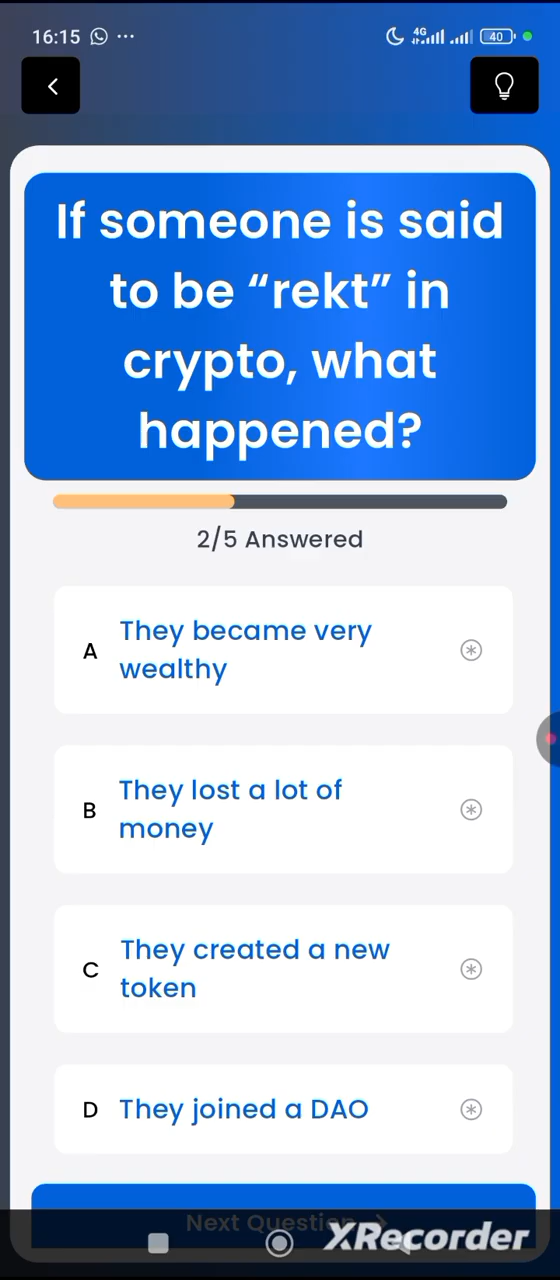 16:15
4G
40
If someone is said
to be “rekt” in
crypto, what
happened?
2/5 Answered
A They became very
wealthy
B They lost a lot of
money
C They created a new
token
D They joined a DAO
Next Question
XRecorder